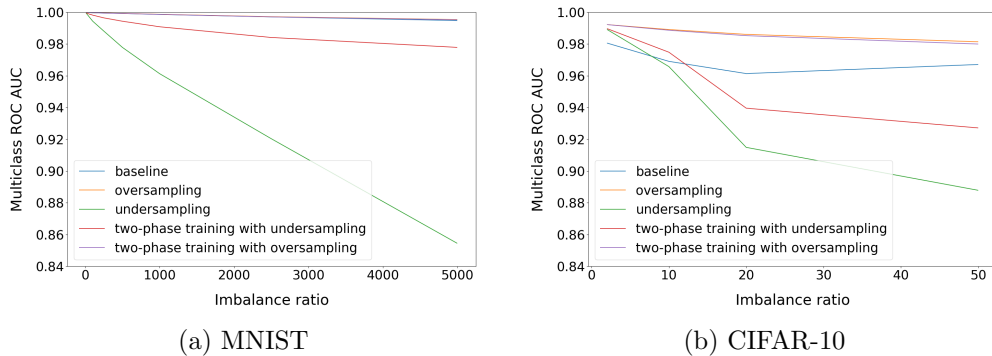 Multiclass ROC AUC
1.00
0.98
0.96
0.94
0.92
0.90
0.88
0.86
0.84
baseline
oversampling
undersampling
two-phase training with undersampling
two-phase training with oversampling
0 1000 2000 3000 4000 5000
Imbalance ratio
(a) MNIST
Multiclass ROC AUC
1.00
0.98
0.96
0.94
0.92
0.90
0.88
0.86
0.84
baseline
oversampling
undersampling
two-phase training with undersampling
two-phase training with oversampling
0 10 20 30 40 50
Imbalance ratio
(b) CIFAR-10